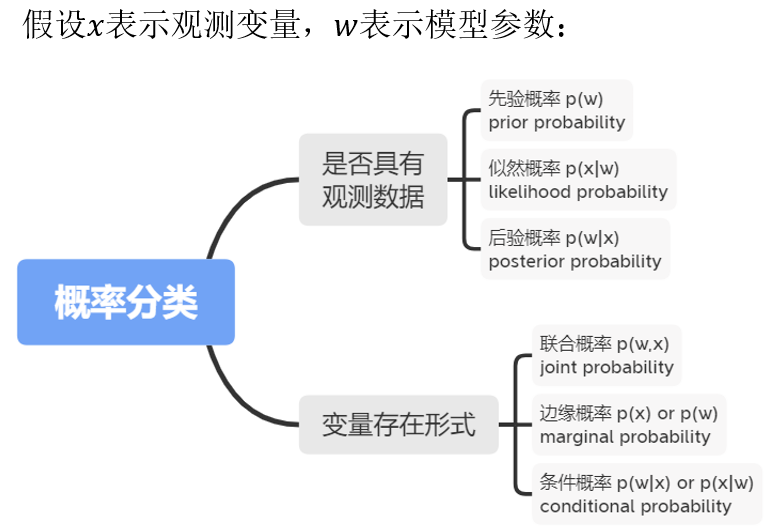 假设x表示观测变量，w表示模型参数：
概率分类
是否具有
观测数据
先验概率 p(w)
prior probability
似然概率 p(x|w)
likelihood probability
后验概率 p(w|x)
posterior probability
变量存在形式
联合概率 p(w,x)
joint probability
边缘概率 p(x) or p(w)
marginal probability
条件概率 p(w|x) or p(x|w)
conditional probability